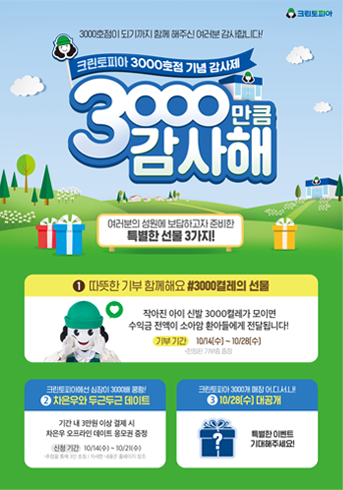 크린토피아
3000호점이 되기까지 함께 해주신 여러분 감사합니다!
크린토피아 3000호점 기념 감사제
3000만큼
감사해
크린토피아
여러분의 성원에 보답하고자 준비한
특별한 선물 3가지!
1 따뜻한 기부 함께해요 #3000켤레의 선물
작아진 아이 신발 3000켤레가 모이면
수익금 전액이 소아암 환아들에게 전달됩니다!
기부 기간 10/14(수) ~ 10/28(수)
크린토피아에선 심장이 3000배 쿵쾅!
2 차은우와 두근두근 데이트
기간 내 3만원 이상 결제 시
차은우 오프라인 데이트 응모권 증정
신청 기간 10/14(수) ~ 10/21(수)
크린토피아 3000개 매장 어.디.서.나!
3 10/28(수) 대공개
특별한 이벤트
기대해주세요!